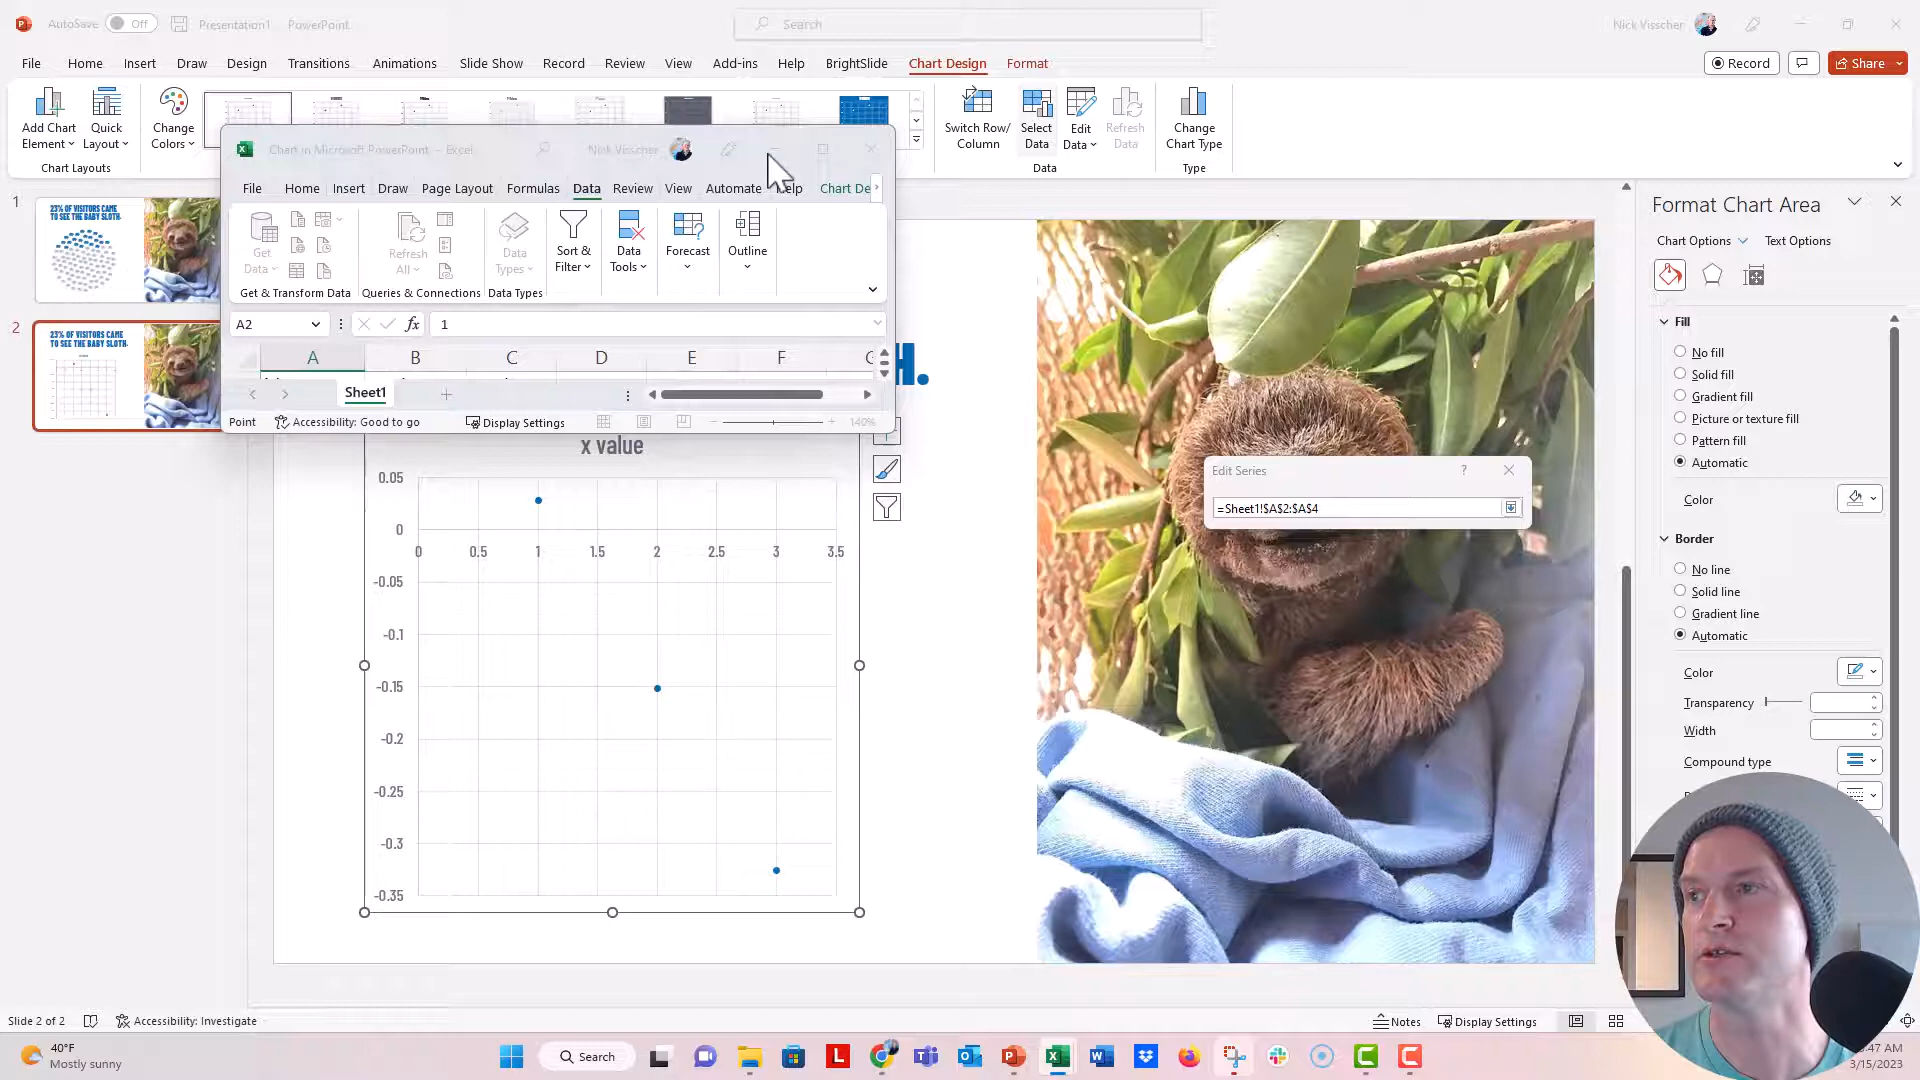 AutoSave Off Presentation1 PowerPoint Search Nick Visscher
File Home Insert Draw Design Transitions Animations Slide Show Record Review View Add-ins Help BrightSlide Chart Design Format Record Share
Add Chart Element Quick Layout Change Colors Switch Row/ Column Select Data Edit Data Refresh Data Change Chart Type
Chart Layouts Data Type
Chart in Microsoft PowerPoint - Excel Nick Visscher
File Home Insert Draw Page Layout Formulas Data Review View Automate Help Chart De
Get Data Refresh All Data Types Sort & Filter Data Tools Forecast Outline
Get & Transform Data Queries & Connections Data Types
A2 fx 1
A B C D E F
Sheet1
Point Accessibility: Good to go Display Settings 140%
1
23% OF VISITORS CAME
TO SEE THE BABY SLOTH.
2
23% OF VISITORS CAME
TO SEE THE BABY SLOTH.
H.
x value
0.05
0
0 0.5 1 1.5 2 2.5 3 3.5
-0.05
-0.1
-0.15
-0.2
-0.25
-0.3
-0.35
Edit Series ?
=Sheet1!$A$2:$A$4
Format Chart Area
Chart Options Text Options
Fill
No fill
Solid fill
Gradient fill
Picture or texture fill
Pattern fill
Automatic
Color
Border
No line
Solid line
Gradient line
Automatic
Color
Transparency
Width
Compound type
Slide 2 of 2 Accessibility: Investigate Notes Display Settings
40°F
Mostly sunny
Search
:47 AM
3/15/2023